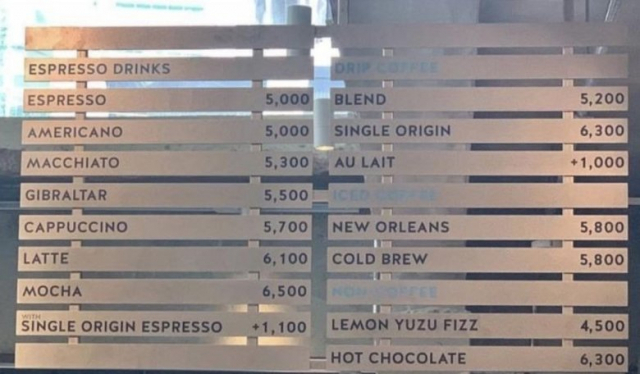 ESPRESSO DRINKS
ESPRESSO 5,000
AMERICANO 5,000
MACCHIATO 5,300
GIBRALTAR 5,500
CAPPUCCINO 5,700
LATTE 6,100
MOCHA 6,500
WITH
SINGLE ORIGIN ESPRESSO +1,100
DRIP COFFEE
BLEND 5,200
SINGLE ORIGIN 6,300
AU LAIT +1,000
ICED COFFEE
NEW ORLEANS 5,800
COLD BREW 5,800
NON-COFFEE
LEMON YUZU FIZZ 4,500
HOT CHOCOLATE 6,300